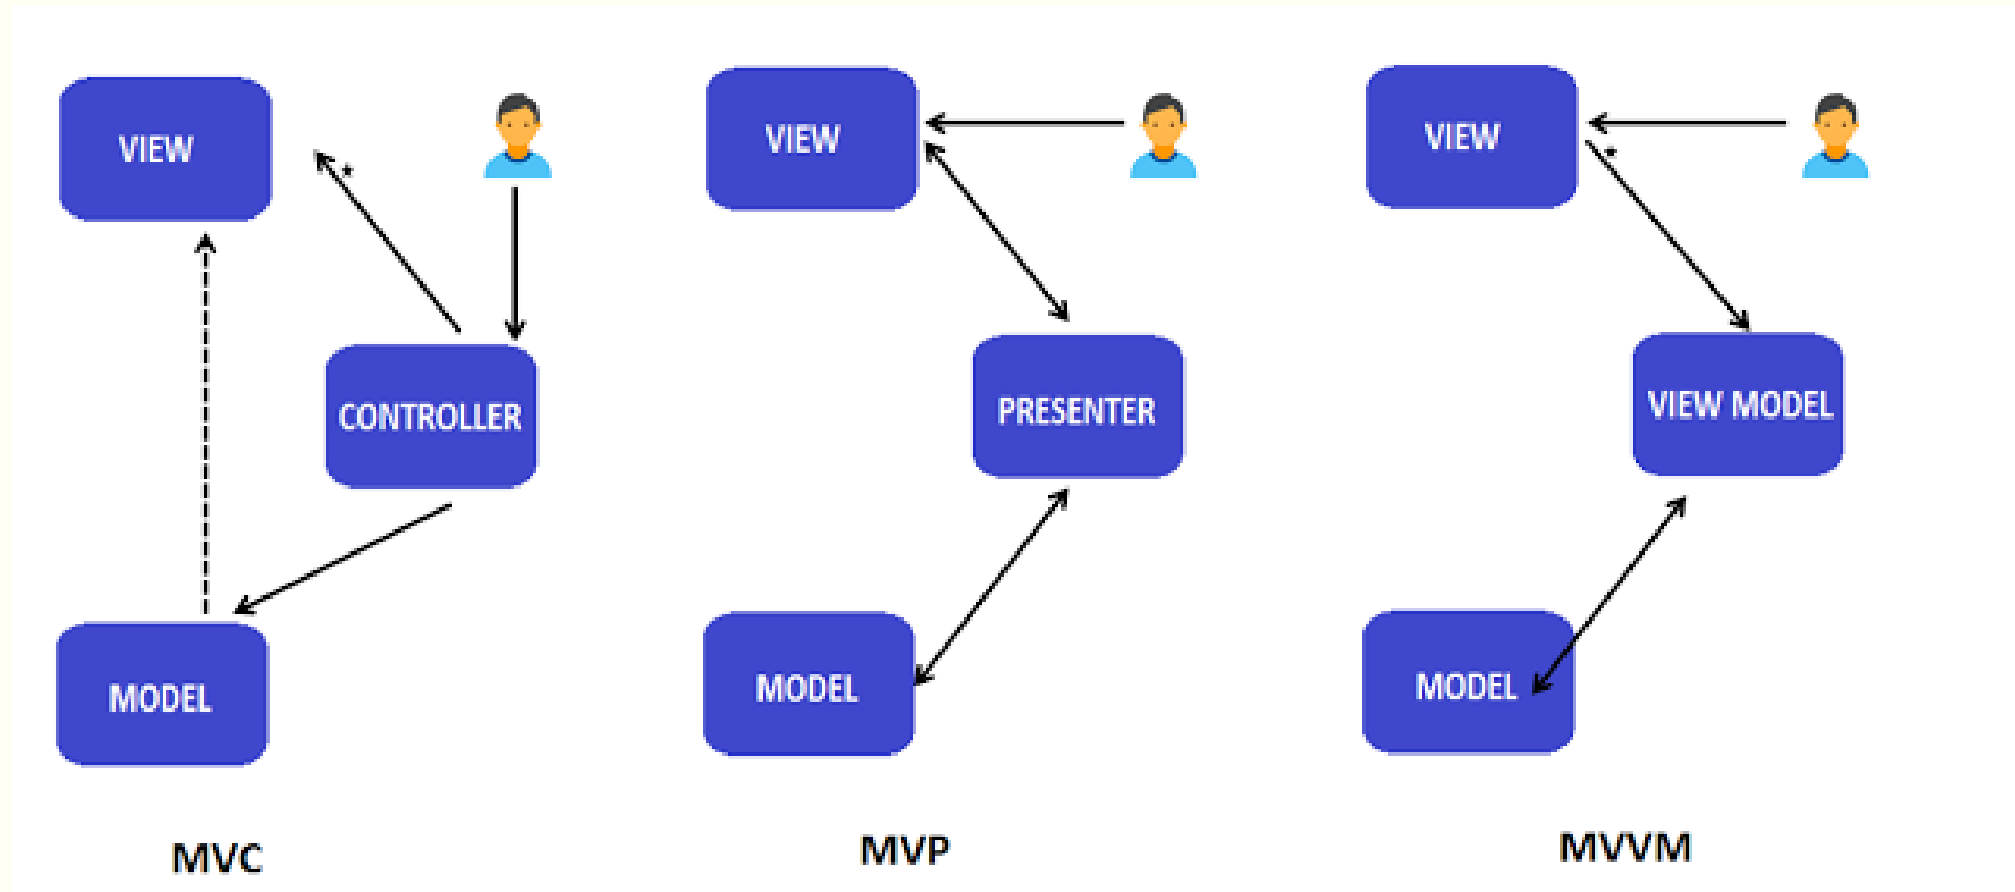 VIEW
*
CONTROLLER
MODEL
MVC
VIEW
PRESENTER
MODEL
MVP
VIEW
*
VIEW MODEL
MODEL
MVVM